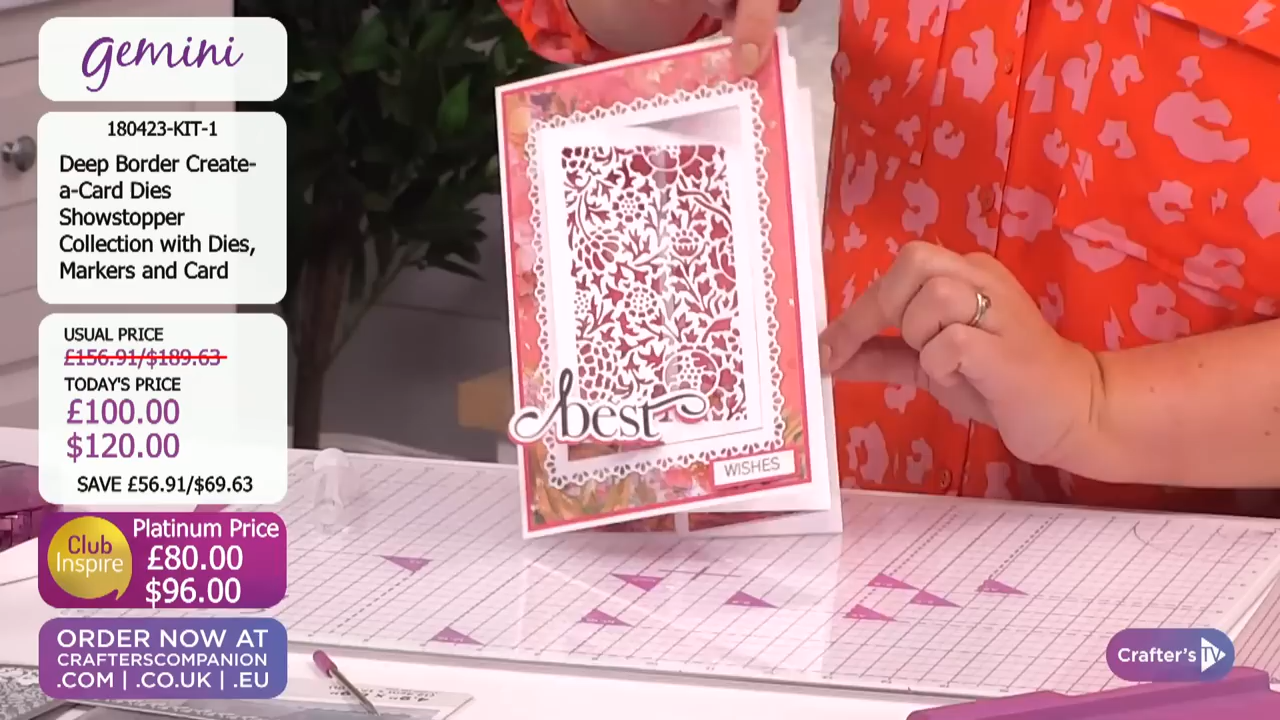 gemini
180423-KIT-1
Deep Border Create-
a-Card Dies
Showstopper
Collection with Dies,
Markers and Card
USUAL PRICE
£156.91/$189.63
TODAY'S PRICE
£100.00
$120.00
SAVE £56.91/$69.63
Club
Inspire
Platinum Price
£80.00
$96.00
ORDER NOW AT
CRAFTERSCOMPANION
.COM | .CO.UK | .EU
best
WISHES
Crafter's TV